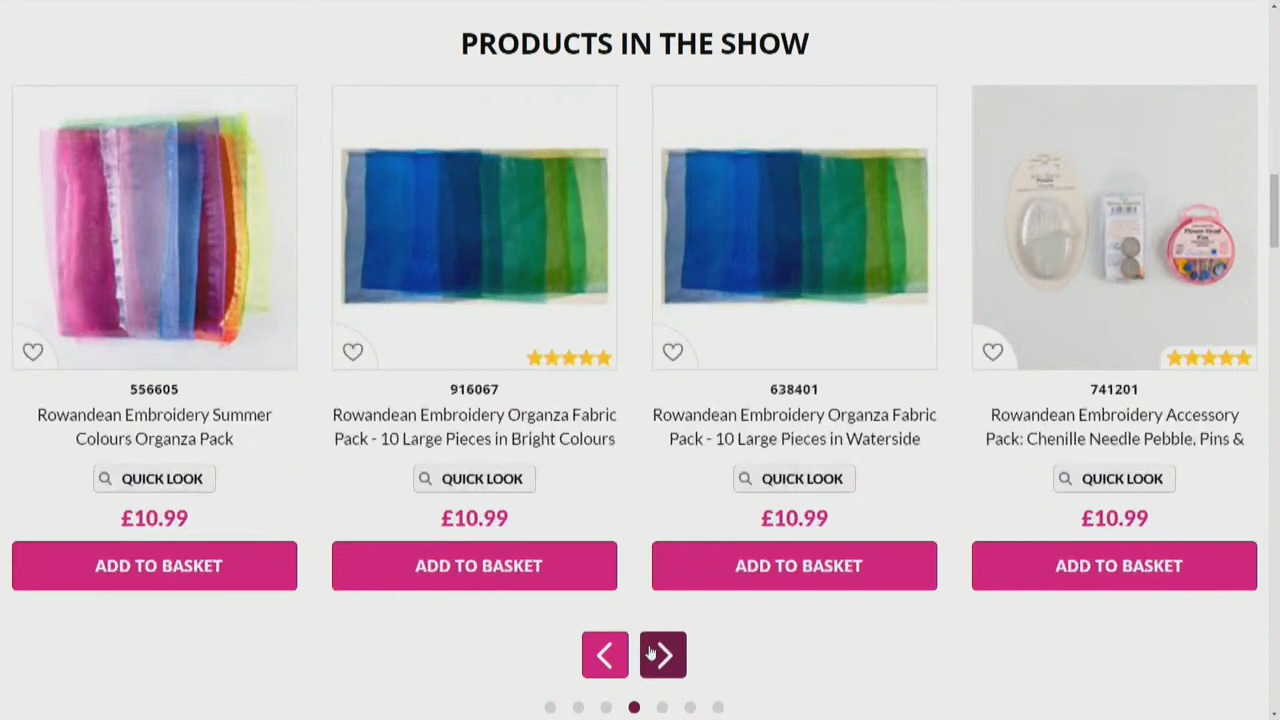 PRODUCTS IN THE SHOW
556605
Rowandean Embroidery Summer
Colours Organza Pack
QUICK LOOK
£10.99
ADD TO BASKET
916067
Rowandean Embroidery Organza Fabric
Pack - 10 Large Pieces in Bright Colours
QUICK LOOK
£10.99
ADD TO BASKET
638401
Rowandean Embroidery Organza Fabric
Pack - 10 Large Pieces in Waterside
QUICK LOOK
£10.99
ADD TO BASKET
741201
Rowandean Embroidery Accessory
Pack: Chenille Needle Pebble, Pins &
QUICK LOOK
£10.99
ADD TO BASKET